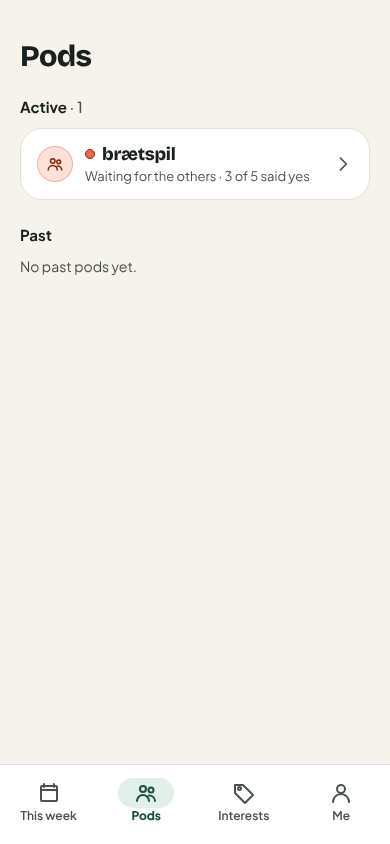 Pods
Active · 1
brætspil
Waiting for the others · 3 of 5 said yes
Past
No past pods yet.
This week
Pods
Interests
Me